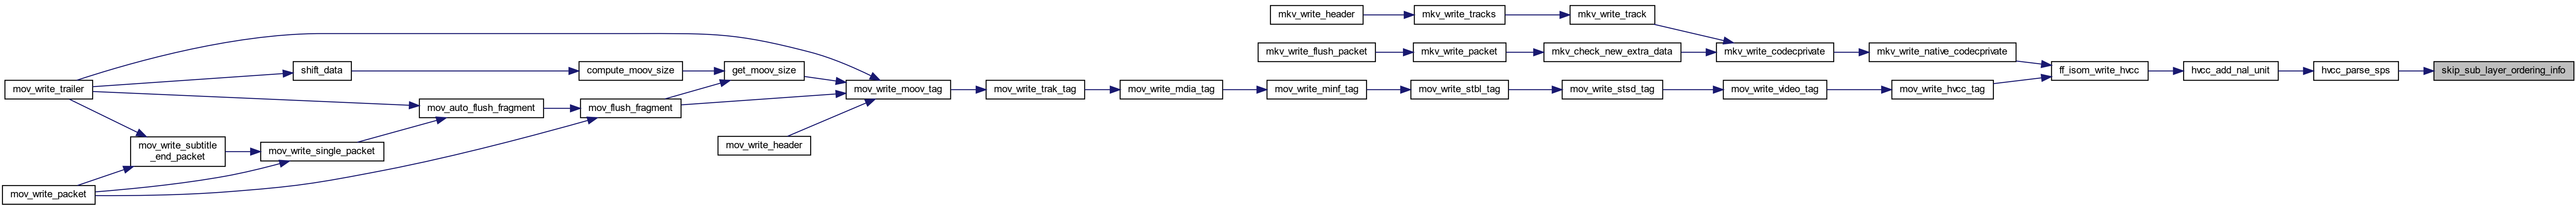 mkv_write_header
mkv_write_tracks
mkv_write_track
mkv_write_flush_packet
mkv_write_packet
mkv_check_new_extra_data
mkv_write_codecprivate
mkv_write_native_codecprivate
shift_data
compute_moov_size
get_moov_size
ff_isom_write_hvcc
hvcc_add_nal_unit
hvcc_parse_sps
skip_sub_layer_ordering_info
mov_write_trailer
mov_write_moov_tag
mov_write_trak_tag
mov_write_mdia_tag
mov_write_minf_tag
mov_write_stbl_tag
mov_write_stsd_tag
mov_write_video_tag
mov_write_hvcc_tag
mov_auto_flush_fragment
mov_flush_fragment
mov_write_subtitle
_end_packet
mov_write_single_packet
mov_write_header
mov_write_packet